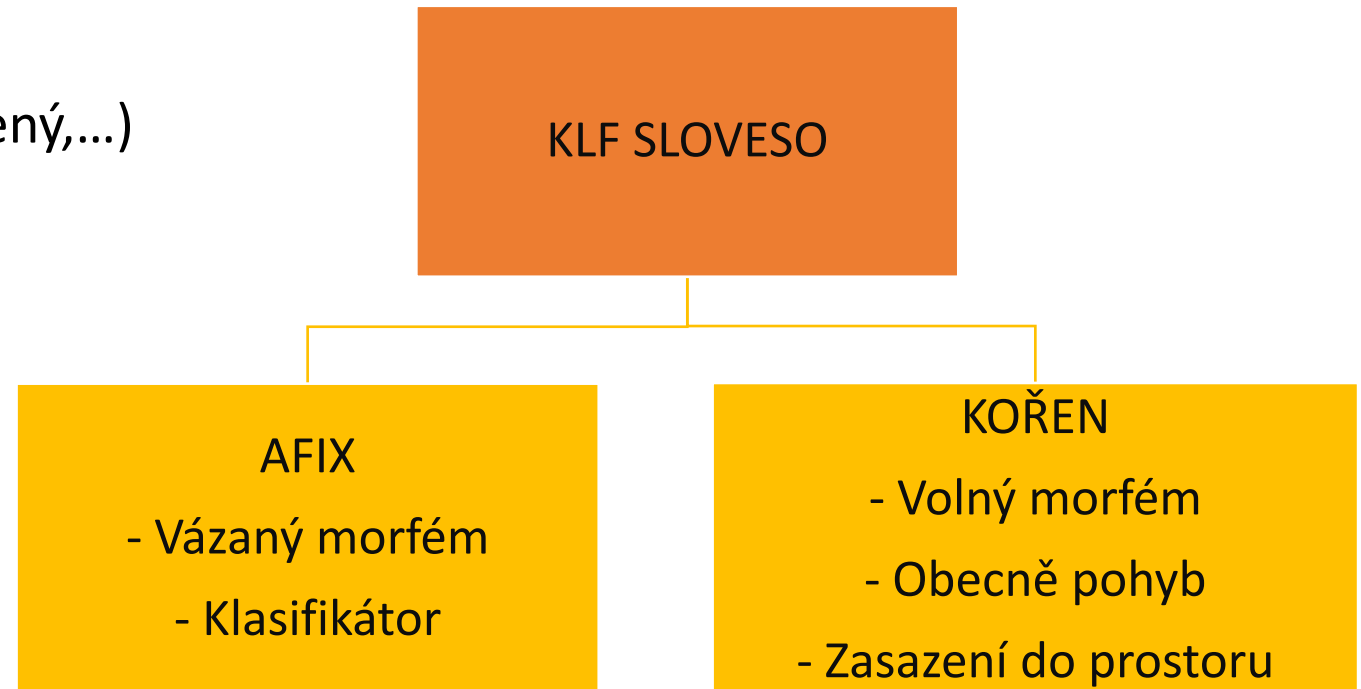 ený,...)
KLF SLOVESO
AFIX
- Vázaný morfém
- Klasifikátor
KOŘEN
- Volný morfém
- Obecně pohyb
- Zasazení do prostoru